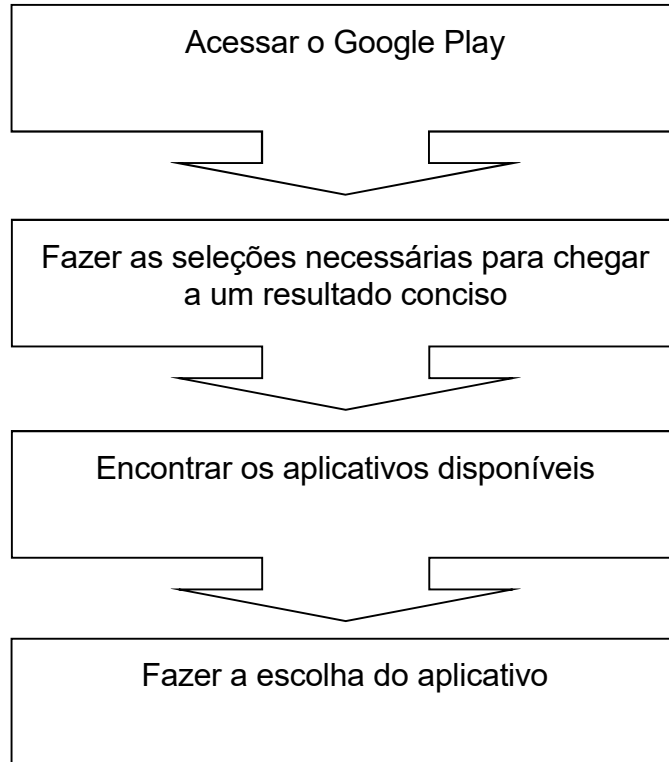 Acessar o Google Play
Fazer as seleções necessárias para chegar
a um resultado conciso
Encontrar os aplicativos disponíveis
Fazer a escolha do aplicativo